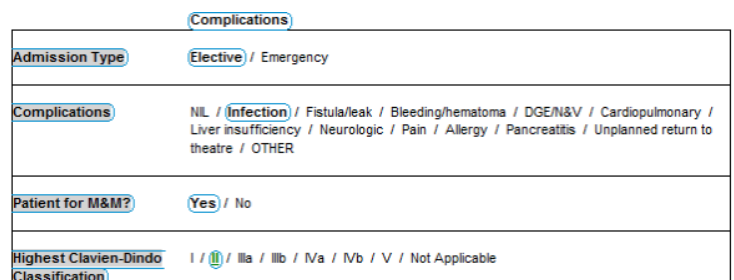 Complications
Admission Type Elective / Emergency
Complications NIL / Infection / Fistula/leak / Bleeding/hematoma / DGE/N&V / Cardiopulmonary /
Liver insufficiency / Neurologic / Pain / Allergy / Pancreatitis / Unplanned return to
theatre / OTHER
Patient for M&M? Yes / No
Highest Clavien-Dindo I / II / IIIa / IIIb / IVa / IVb / V / Not Applicable
Classification